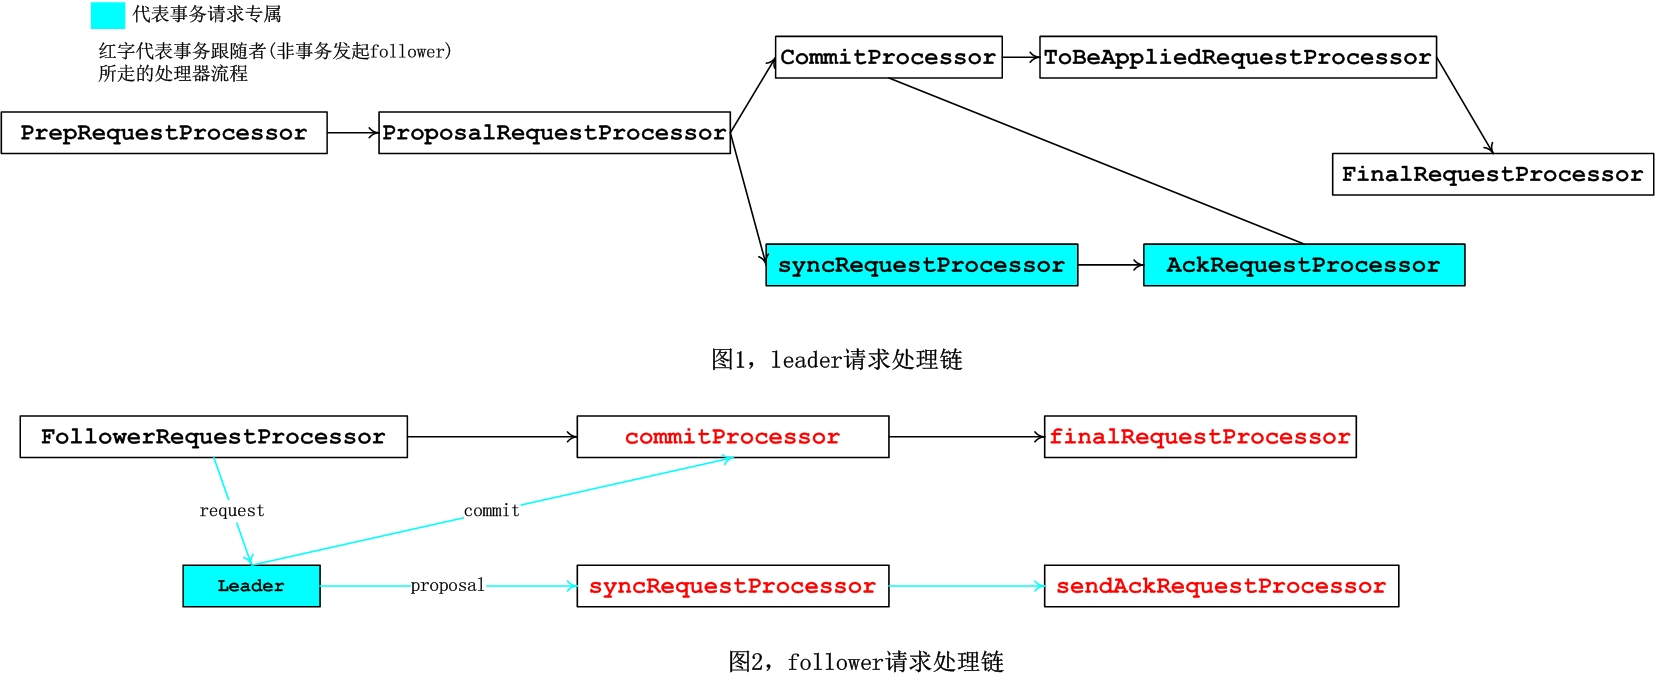 代表事务请求专属
红字代表事务跟随者(非事务发起follower)
所走的处理器流程
CommitProcessor
ToBeAppliedRequestProcessor
PrepRequestProcessor
ProposalRequestProcessor
FinalRequestProcessor
syncRequestProcessor
AckRequestProcessor
图1，leader请求处理链
FollowerRequestProcessor
commitProcessor
finalRequestProcessor
request
commit
Leader
proposal
syncRequestProcessor
sendAckRequestProcessor
图2，follower请求处理链